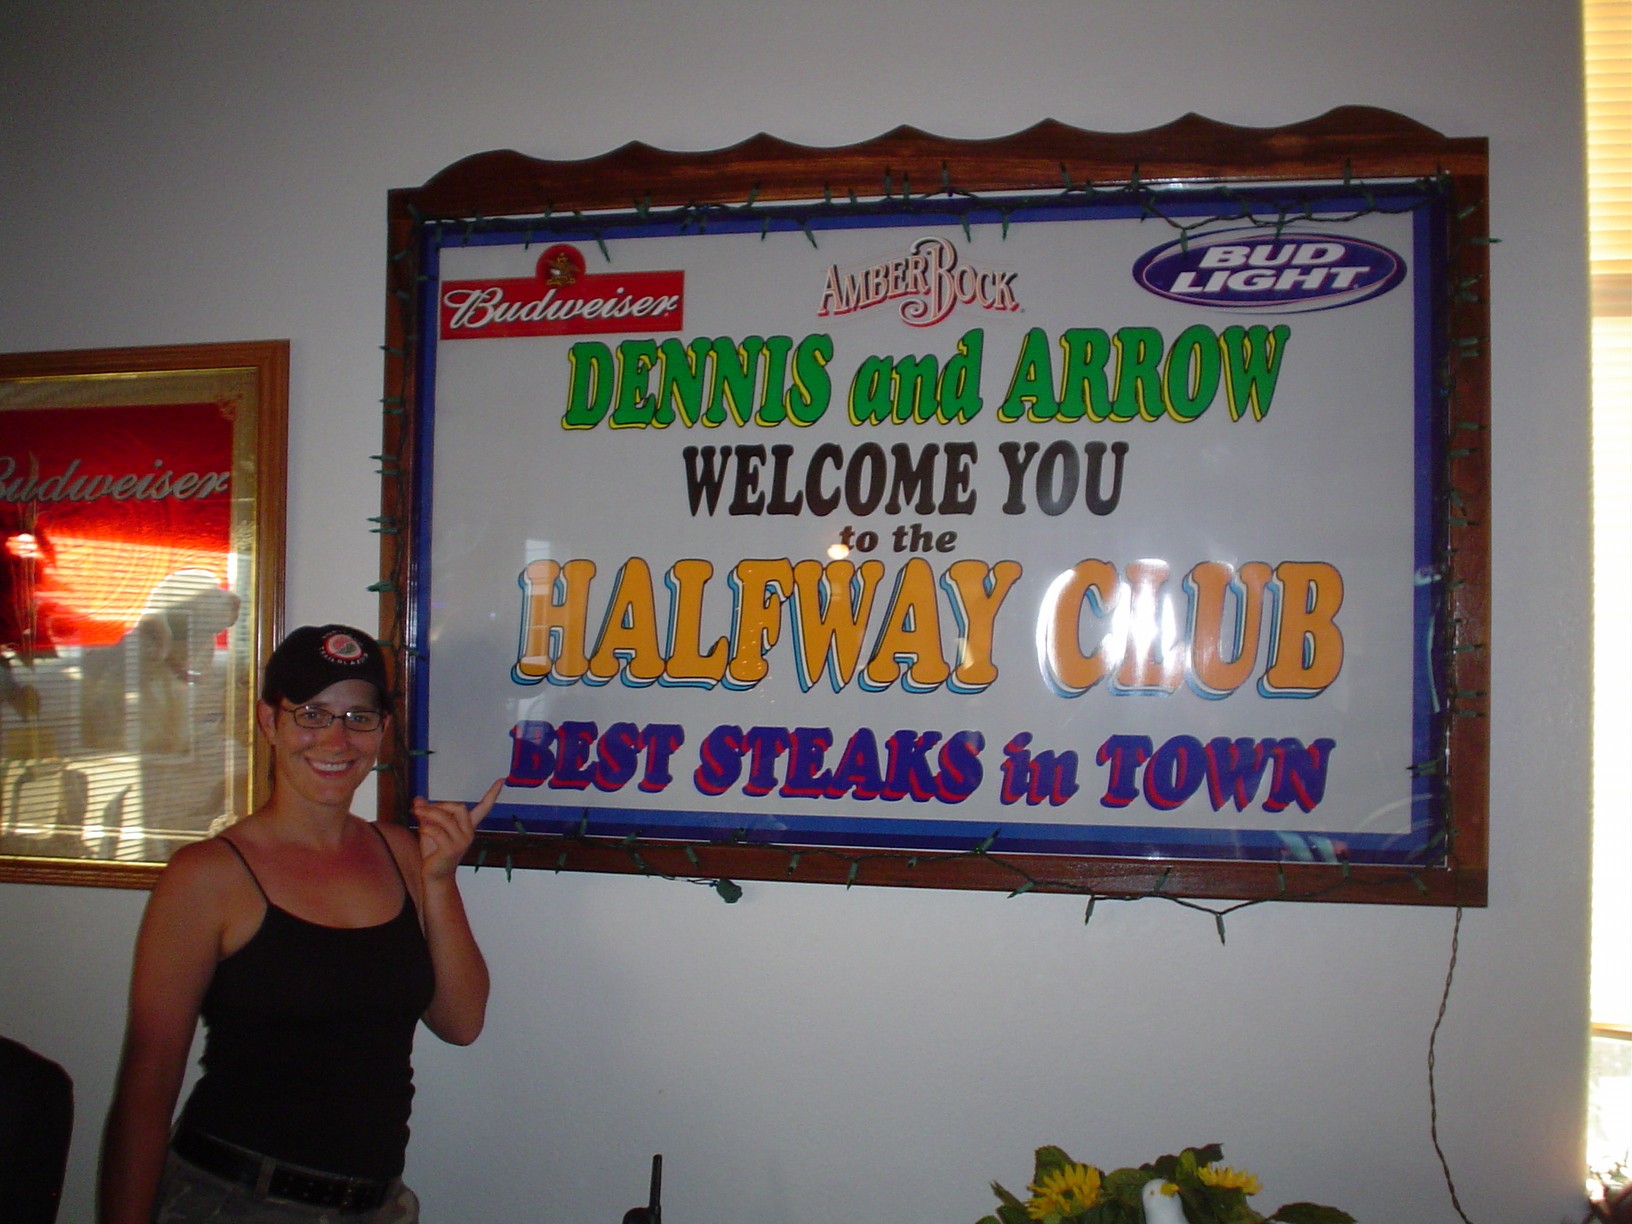 Budweiser
AMBERBOCK
BUD
LIGHT
DENNIS and ARROW
WELCOME YOU
to the
HALFWAY CLUB
BEST STEAKS in TOWN
Budweiser